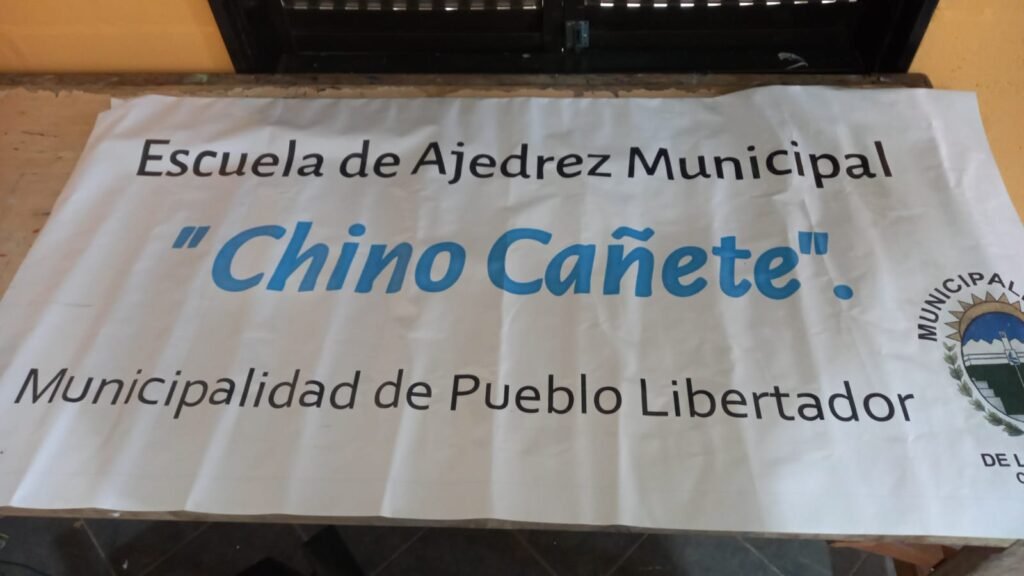 Escuela de Ajedrez Municipal
"Chino Cañete".
Municipalidad de Pueblo Libertador